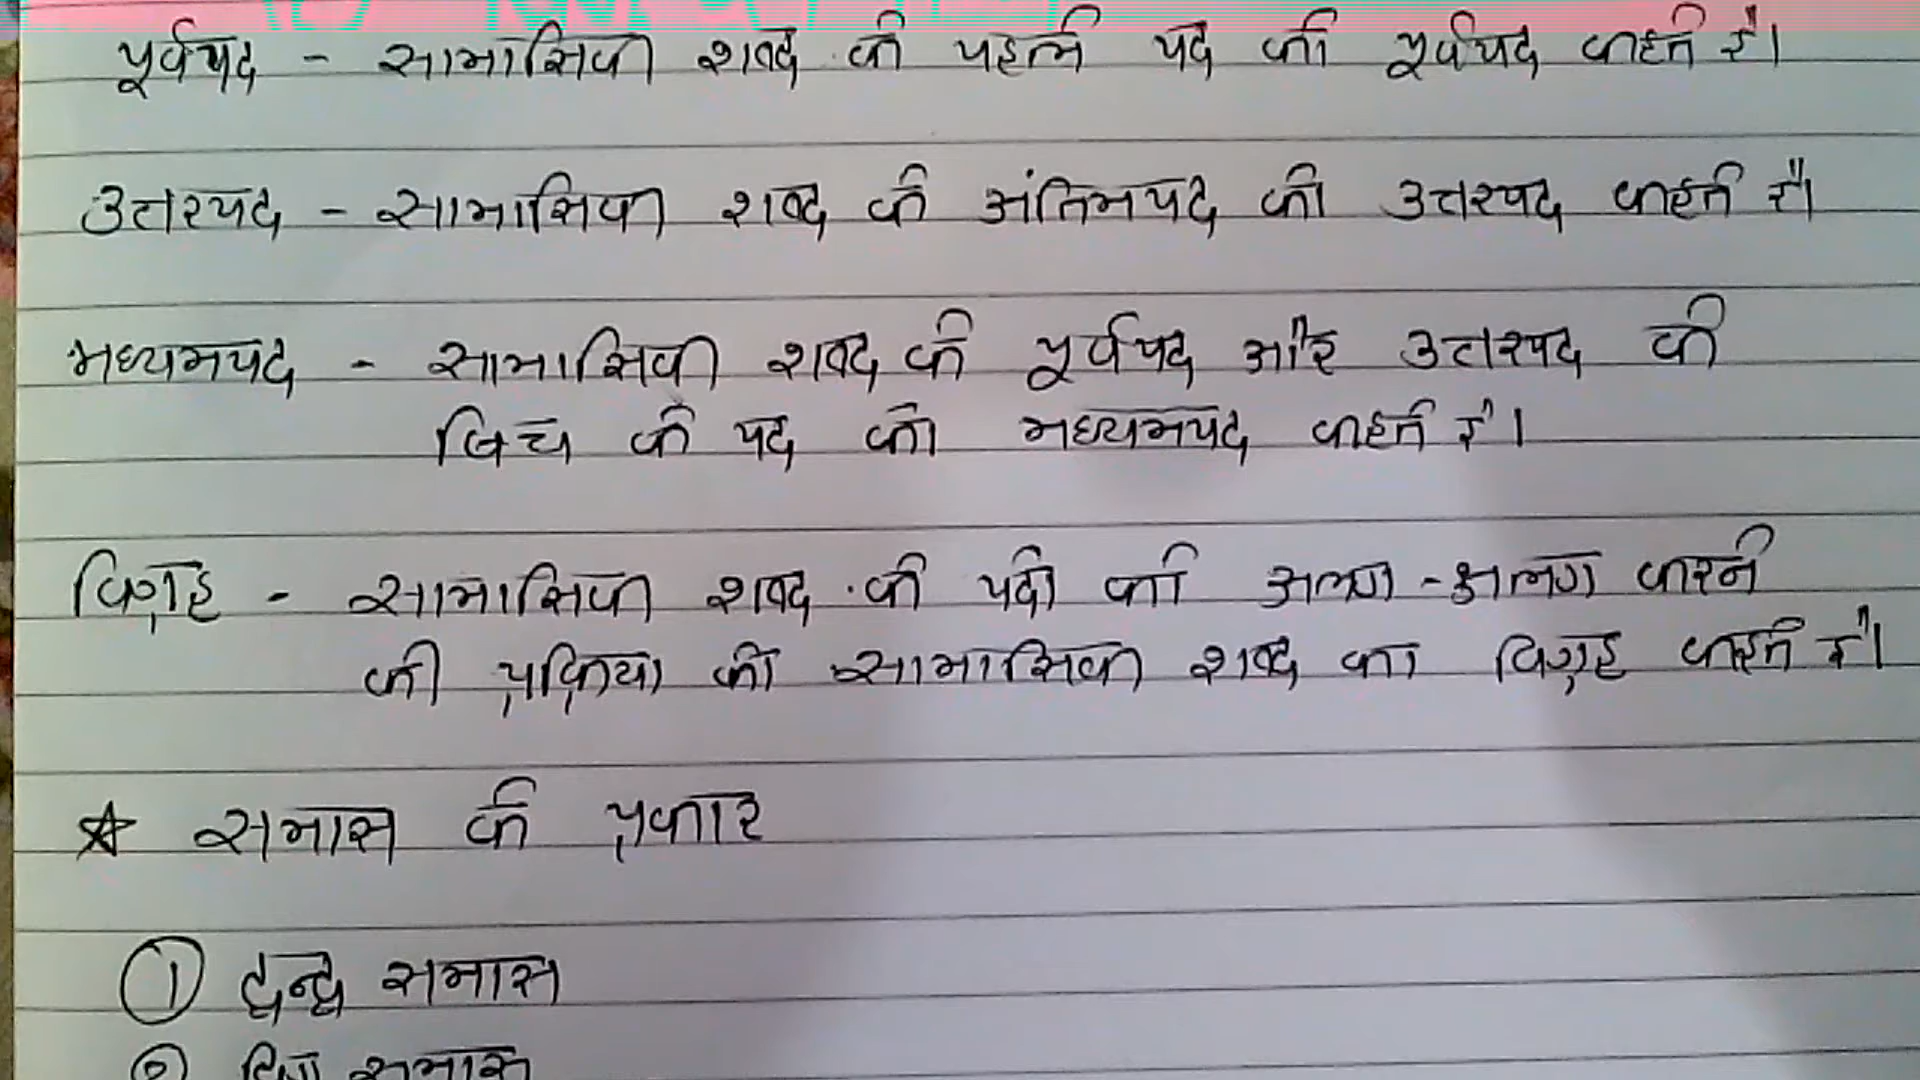 पूर्वपद - सामासिक शब्द के पहले पद को पूर्वपद कहते है।
उत्तरपद - सामासिक शब्द के अंतिमपद को उत्तरपद कहते है।
मध्यमपद - सामासिक शब्द के पूर्वपद और उत्तरपद के
बिच के पद को मध्यमपद कहते है।
विग्रह - सामासिक शब्द के पदो को अलग - अलग करने
की प्रक्रिया को सामासिक शब्द का विग्रह कहते है।
☆ समास के प्रकार
① द्वन्द्व समास
② द्विगु समास